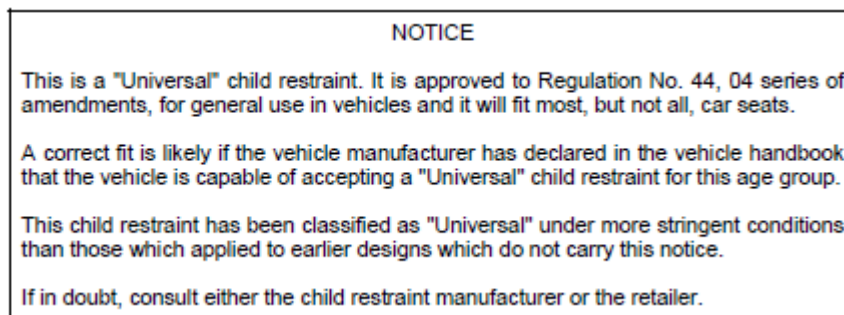 NOTICE
This is a "Universal" child restraint. It is approved to Regulation No. 44, 04 series of
amendments, for general use in vehicles and it will fit most, but not all, car seats.
A correct fit is likely if the vehicle manufacturer has declared in the vehicle handbook
that the vehicle is capable of accepting a "Universal" child restraint for this age group.
This child restraint has been classified as "Universal" under more stringent conditions
than those which applied to earlier designs which do not carry this notice.
If in doubt, consult either the child restraint manufacturer or the retailer.